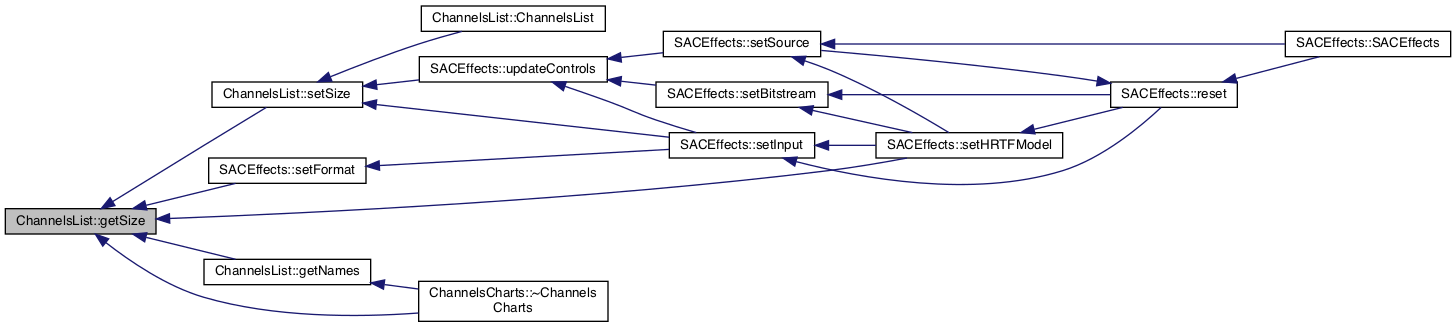 ChannelsList::ChannelsList
SACEffects::setSource
SACEffects::SACEffects
SACEffects::updateControls
ChannelsList::setSize
SACEffects::setBitstream
SACEffects::reset
SACEffects::setInput
SACEffects::setHRTFModel
SACEffects::setFormat
ChannelsList::getSize
ChannelsList::getNames
ChannelsCharts::~Channels
Charts